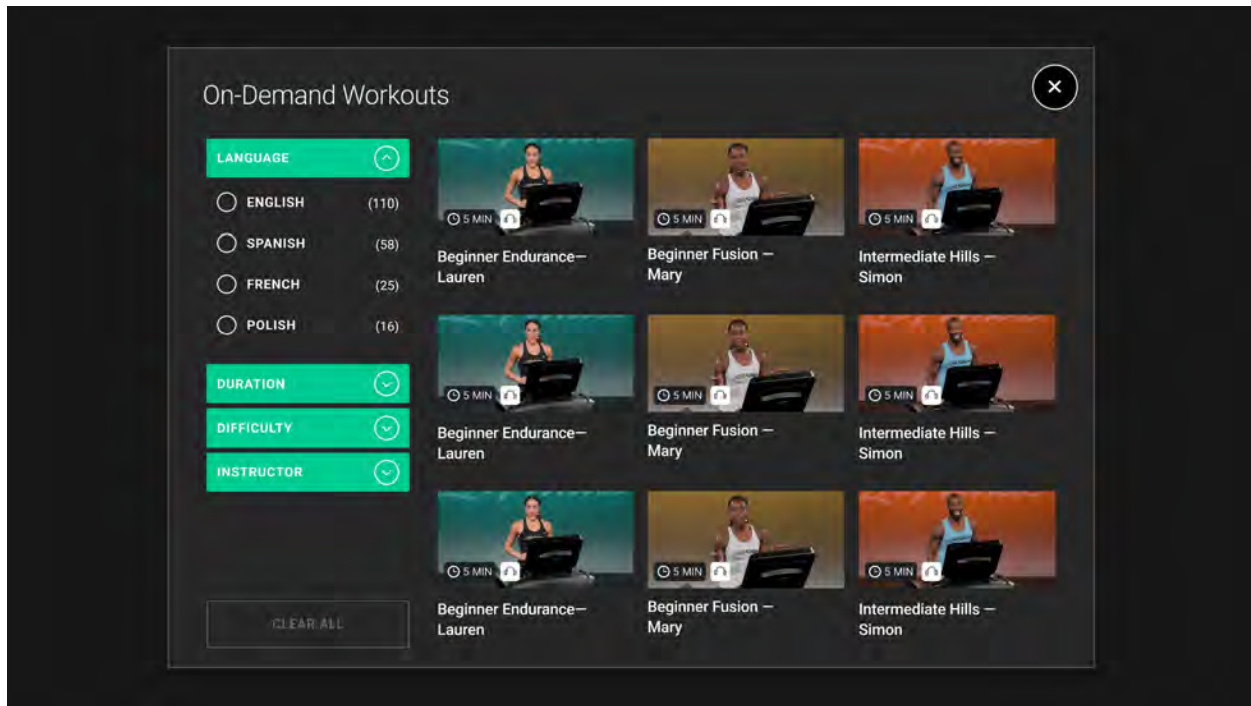 On-Demand Workouts
LANGUAGE
ENGLISH (110)
SPANISH (58)
FRENCH (25)
POLISH (16)
DURATION
DIFFICULTY
INSTRUCTOR
CLEAR ALL
5 MIN
Beginner Endurance—
Lauren
5 MIN
Beginner Fusion —
Mary
5 MIN
Intermediate Hills —
Simon
5 MIN
Beginner Endurance—
Lauren
5 MIN
Beginner Fusion —
Mary
5 MIN
Intermediate Hills —
Simon
5 MIN
Beginner Endurance—
Lauren
5 MIN
Beginner Fusion —
Mary
5 MIN
Intermediate Hills —
Simon